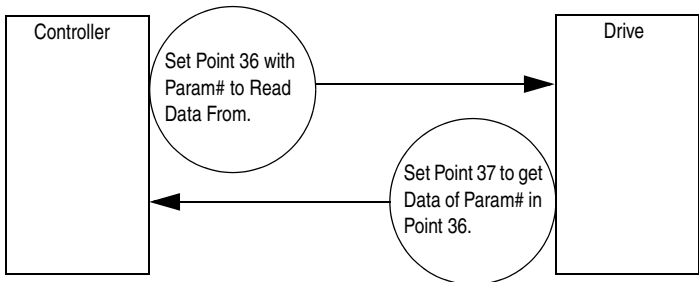 Controller
Drive
Set Point 36 with
Param# to Read
Data From.
Set Point 37 to get
Data of Param# in
Point 36.